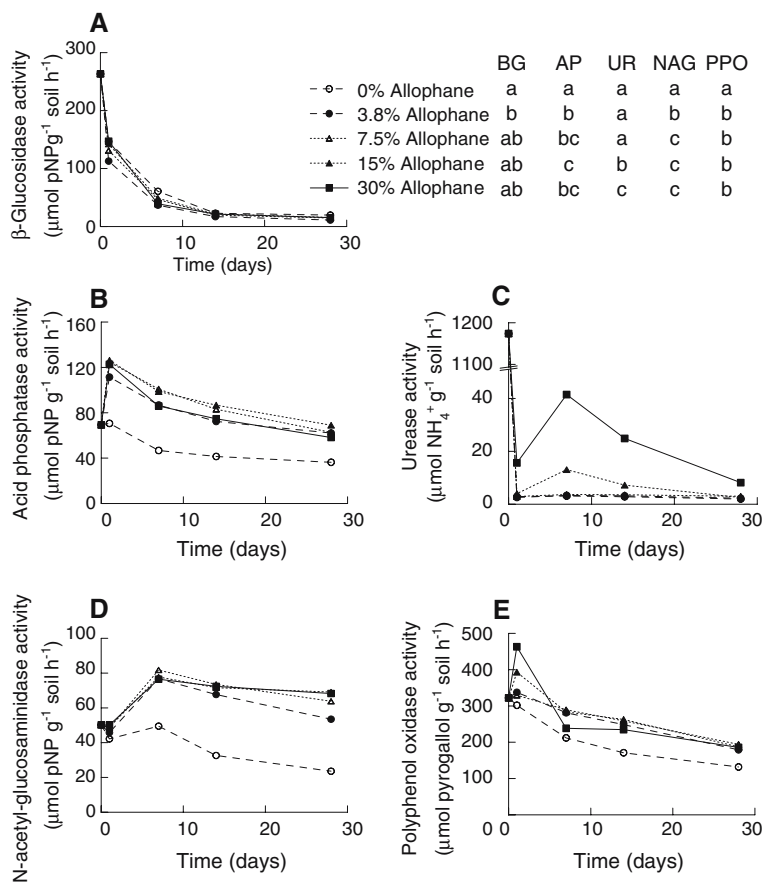 A
β-Glucosidase activity
(μmol pNPg⁻¹ soil h⁻¹)
300
200
100
0
0 10 20 30
Time (days)
BG AP UR NAG PPO
0% Allophane a a a a a
3.8% Allophane b b a b b
7.5% Allophane ab bc a c b
15% Allophane ab c b c b
30% Allophane ab bc c c b
B
Acid phosphatase activity
(μmol pNP g⁻¹ soil h⁻¹)
160
120
80
40
0
0 10 20 30
Time (days)
C
Urease activity
(μmol NH₄⁺ g⁻¹ soil h⁻¹)
1200
1100
40
20
0
0 10 20 30
Time (days)
D
N-acetyl-glucosaminidase activity
(μmol pNP g⁻¹ soil h⁻¹)
100
80
60
40
20
0
0 10 20 30
Time (days)
E
Polyphenol oxidase activity
(μmol pyrogallol g⁻¹ soil h⁻¹)
500
400
300
200
100
0
0 10 20 30
Time (days)